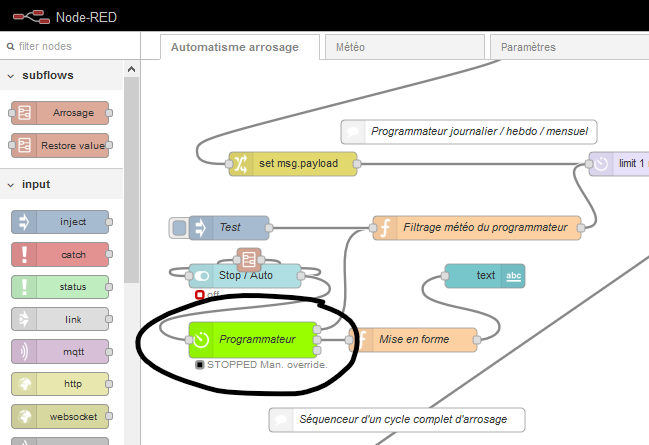 Node-RED
filter nodes
Automatisme arrosage
Météo
Paramètres
subflows
Arrosage
Restore value
input
inject
catch
status
link
mqtt
http
websocket
Programmateur journalier / hebdo / mensuel
set msg.payload
limit 1
Test
f
Filtrage météo du programmateur
Stop / Auto
off
text
abc
Programmateur
f
Mise en forme
STOPPED Man. override.
Séquenceur d'un cycle complet d'arrosage